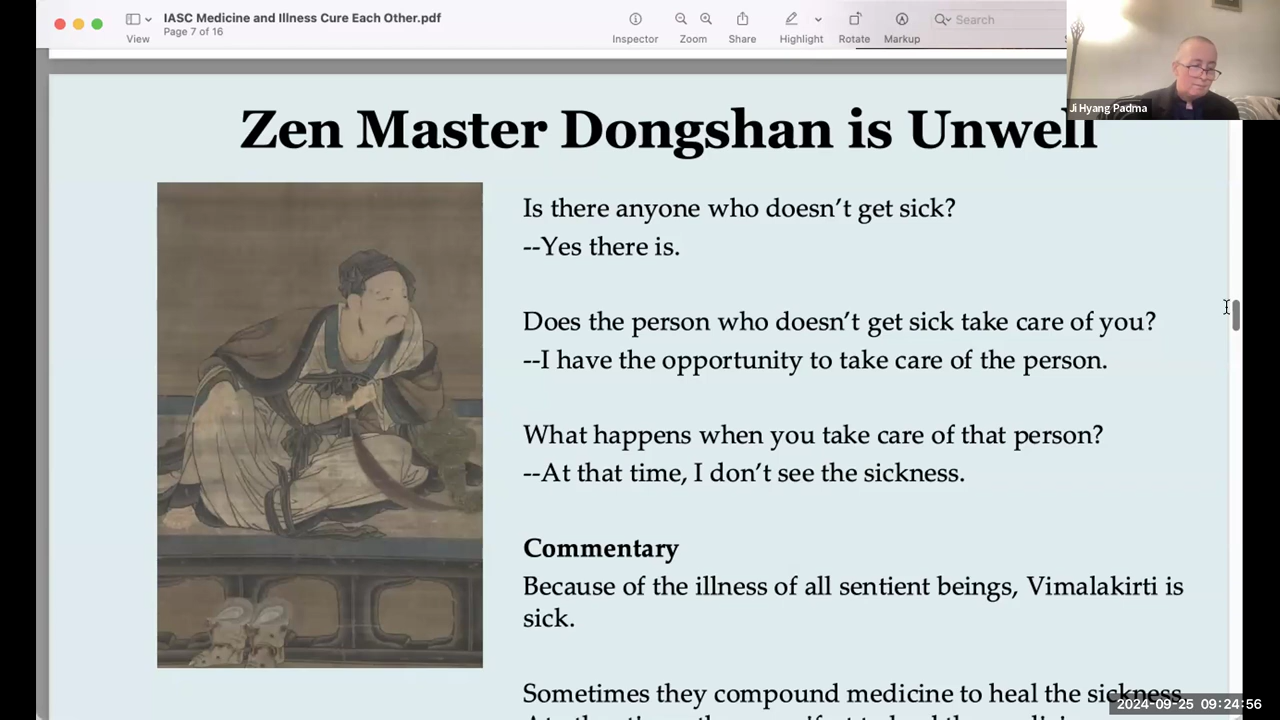 IASC Medicine and Illness Cure Each Other.pdf
Page 7 of 16
View
Inspector
Zoom
Share
Highlight
Rotate
Markup
Search
Ji Hyang Padma
Zen Master Dongshan is Unwell
Is there anyone who doesn’t get sick?
--Yes there is.
Does the person who doesn’t get sick take care of you?
--I have the opportunity to take care of the person.
What happens when you take care of that person?
--At that time, I don’t see the sickness.
Commentary
Because of the illness of all sentient beings, Vimalakirti is
sick.
Sometimes they compound medicine to heal the sickness.
2024-09-25 09:24:56